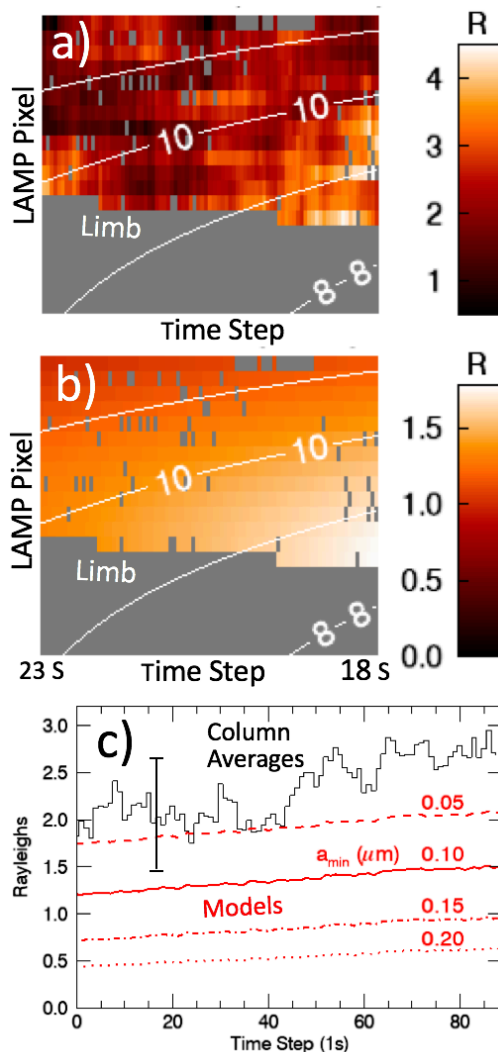 a)
R
10
10
Limb
8
8
LAMP Pixel
Time Step
4
3
2
1
b)
R
10
10
Limb
8
8
LAMP Pixel
23 S
Time Step
18 S
1.5
1.0
0.5
0.0
c)
Column
Averages
0.05
a_min (μm) 0.10
Models
0.15
0.20
Rayleighs
3.0
2.5
2.0
1.5
1.0
0.5
0.0
0 20 40 60 80
Time Step (1s)